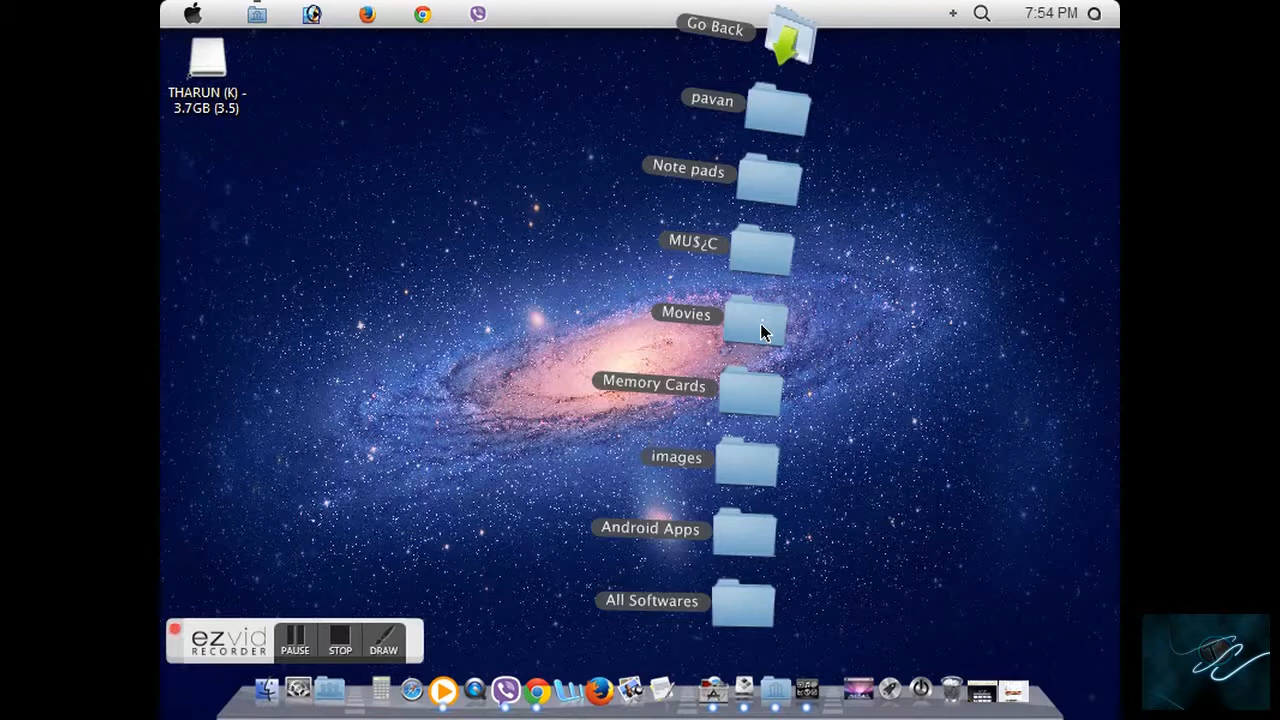 7:54 PM
Go Back
THARUN (K) -
3.7GB (3.5)
pavan
Note pads
MU$¿C
Movies
Memory Cards
images
Android Apps
All Softwares
ezvid
RECORDER
PAUSE
STOP
DRAW